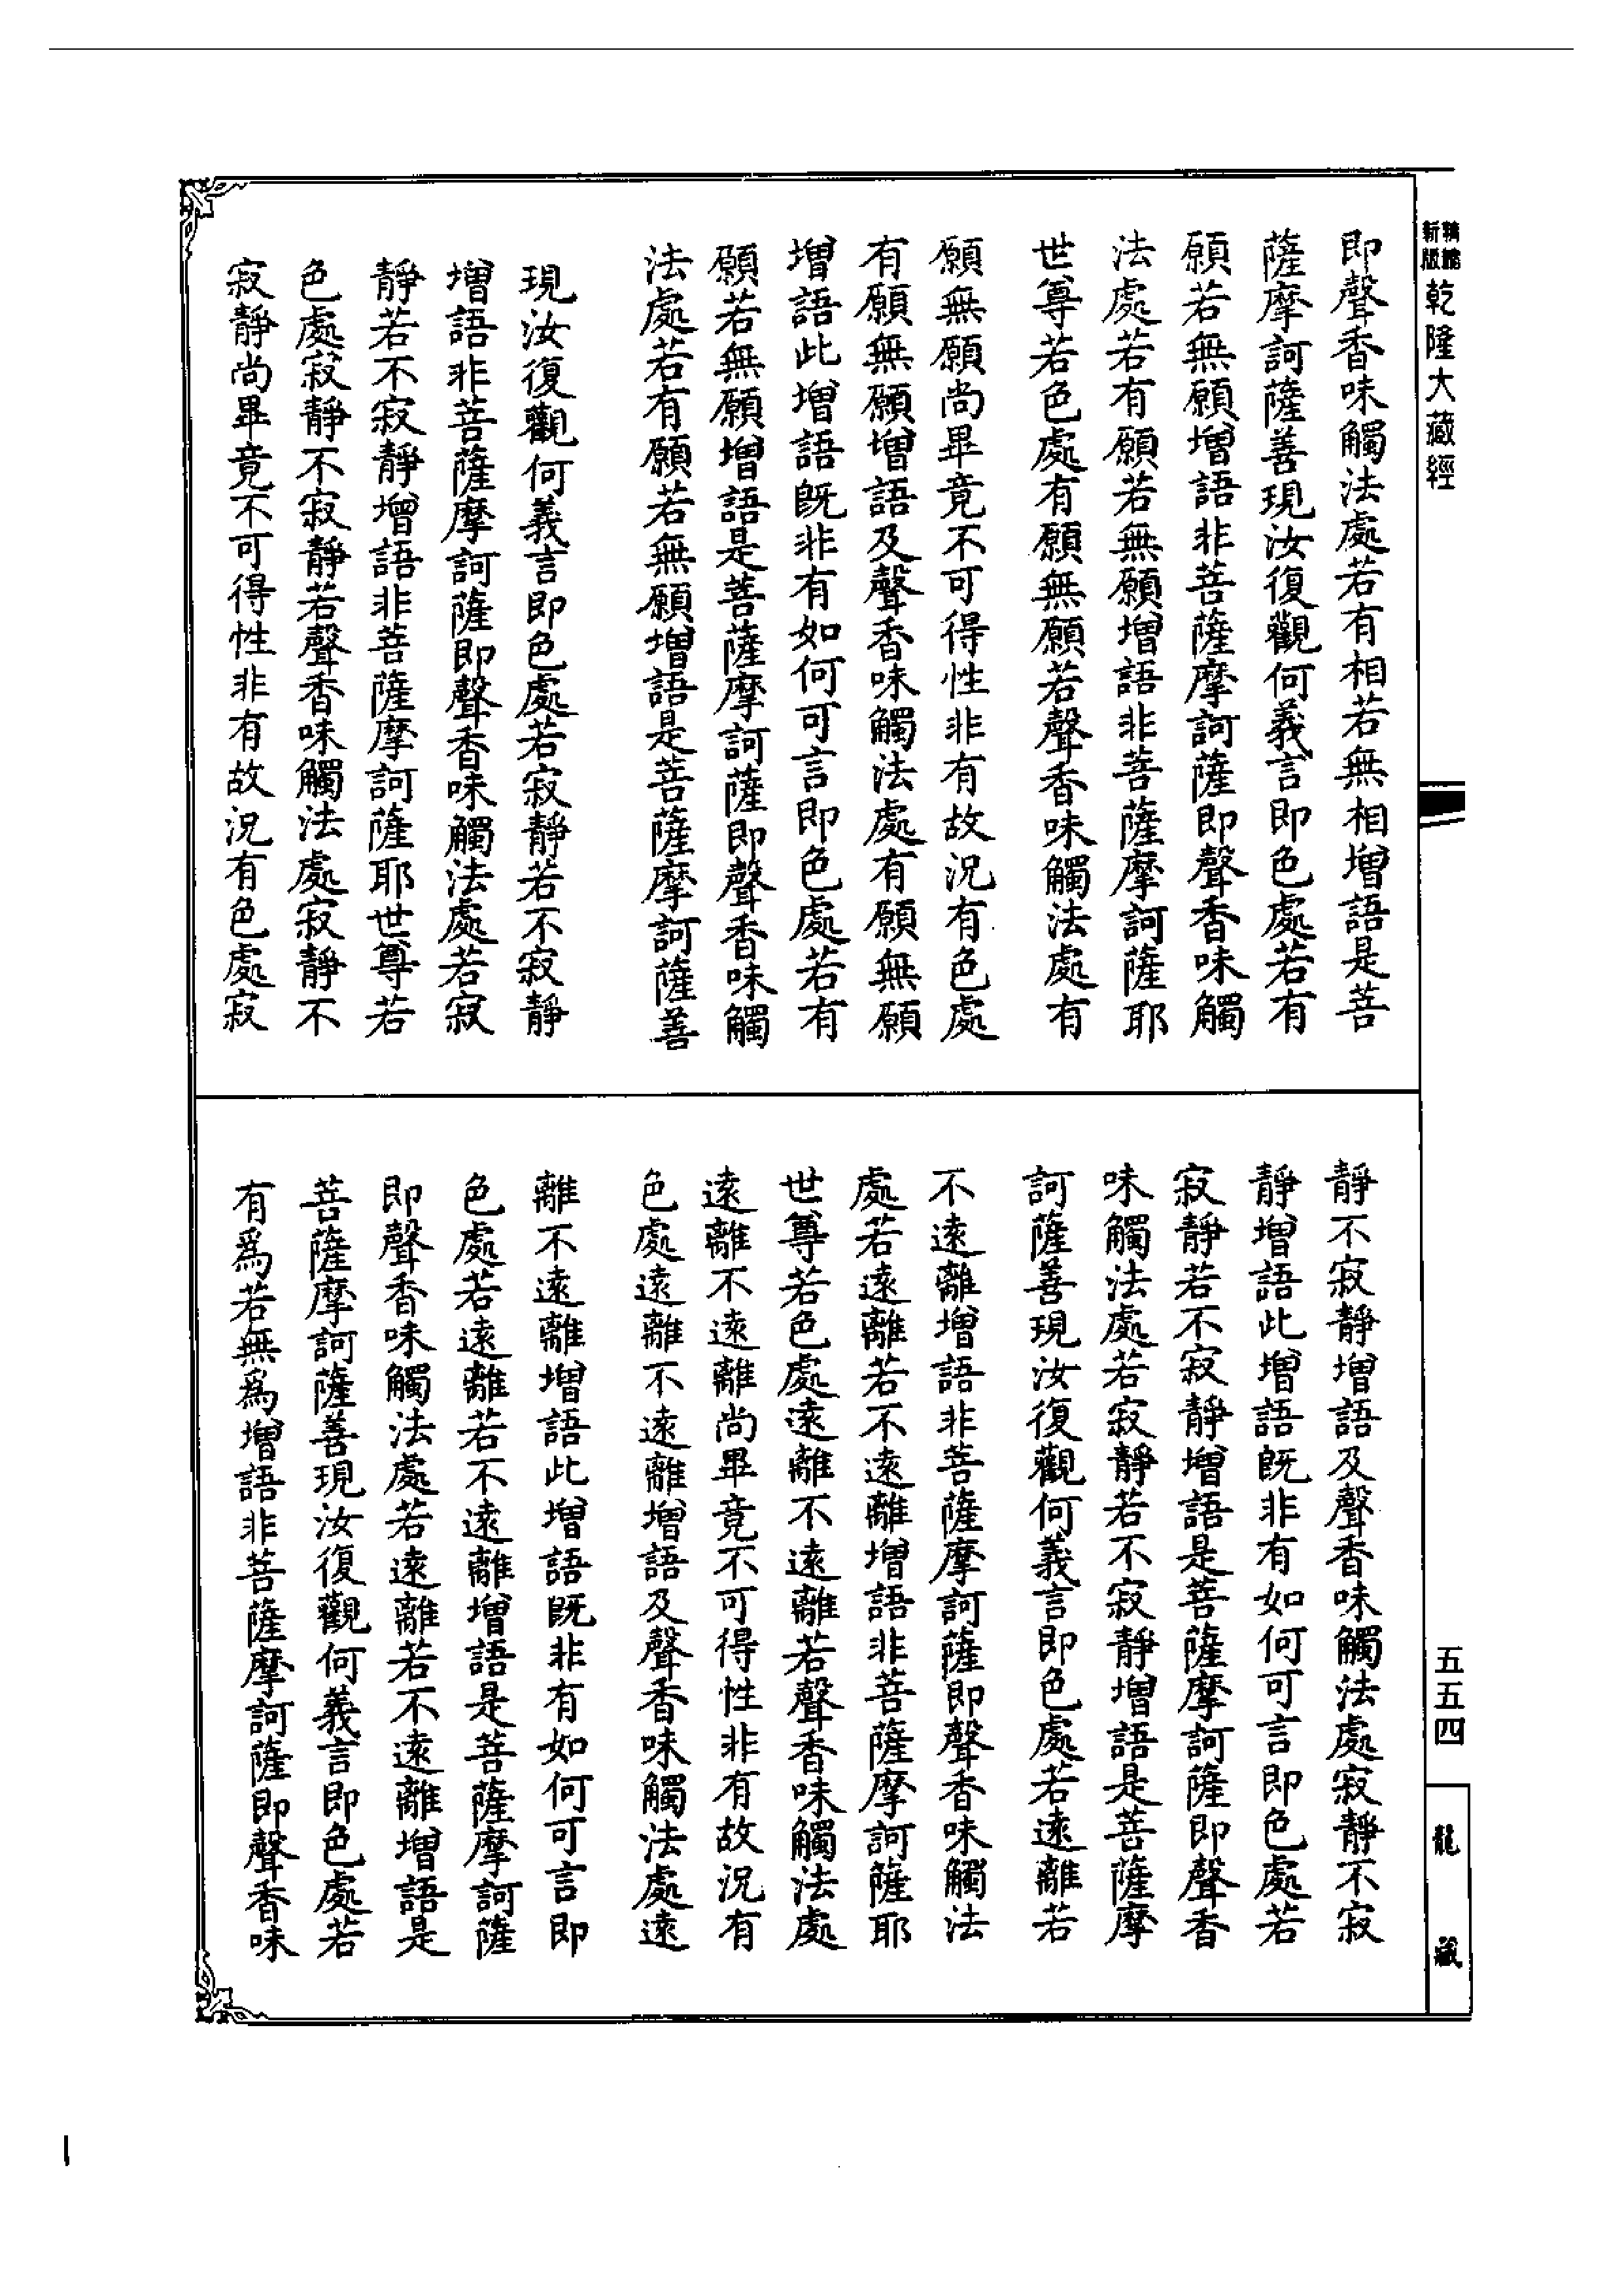 新版
乾隆大藏經
即聲香味觸法處若有相若無相增語是菩
薩摩訶薩善現汝復觀何義言即色處若有
願若無願增語非菩薩摩訶薩即聲香味觸
法處若有願若無願增語非菩薩摩訶薩耶
世尊若色處有願無願若聲香味觸法處有
願無願尚畢竟不可得性非有故況有色處
有願無願增語及聲香味觸法處有願無願
增語此增語既非有如何可言即色處若有
願若無願增語是菩薩摩訶薩即聲香味觸
法處若有願若無願增語是菩薩摩訶薩善
現汝復觀何義言即色處若寂靜若不寂靜
增語非菩薩摩訶薩即聲香味觸法處若寂
靜若不寂靜增語非菩薩摩訶薩耶世尊若
色處寂靜不寂靜若聲香味觸法處寂靜不
寂靜尚畢竟不可得性非有故況有色處寂
靜不寂靜增語及聲香味觸法處寂靜不寂
靜增語此增語既非有如何可言即色處若
寂靜若不寂靜增語是菩薩摩訶薩即聲香
味觸法處若寂靜若不寂靜增語是菩薩摩
訶薩善現汝復觀何義言即色處若遠離若
不遠離增語非菩薩摩訶薩即聲香味觸法
處若遠離若不遠離增語非菩薩摩訶薩耶
世尊若色處遠離不遠離若聲香味觸法處
遠離不遠離尚畢竟不可得性非有故況有
色處遠離不遠離增語及聲香味觸法處遠
離不遠離增語此增語既非有如何可言即
色處若遠離若不遠離增語是菩薩摩訶薩
即聲香味觸法處若遠離若不遠離增語是
菩薩摩訶薩善現汝復觀何義言即色處若
有爲若無爲增語非菩薩摩訶薩即聲香味
五五四
龍藏